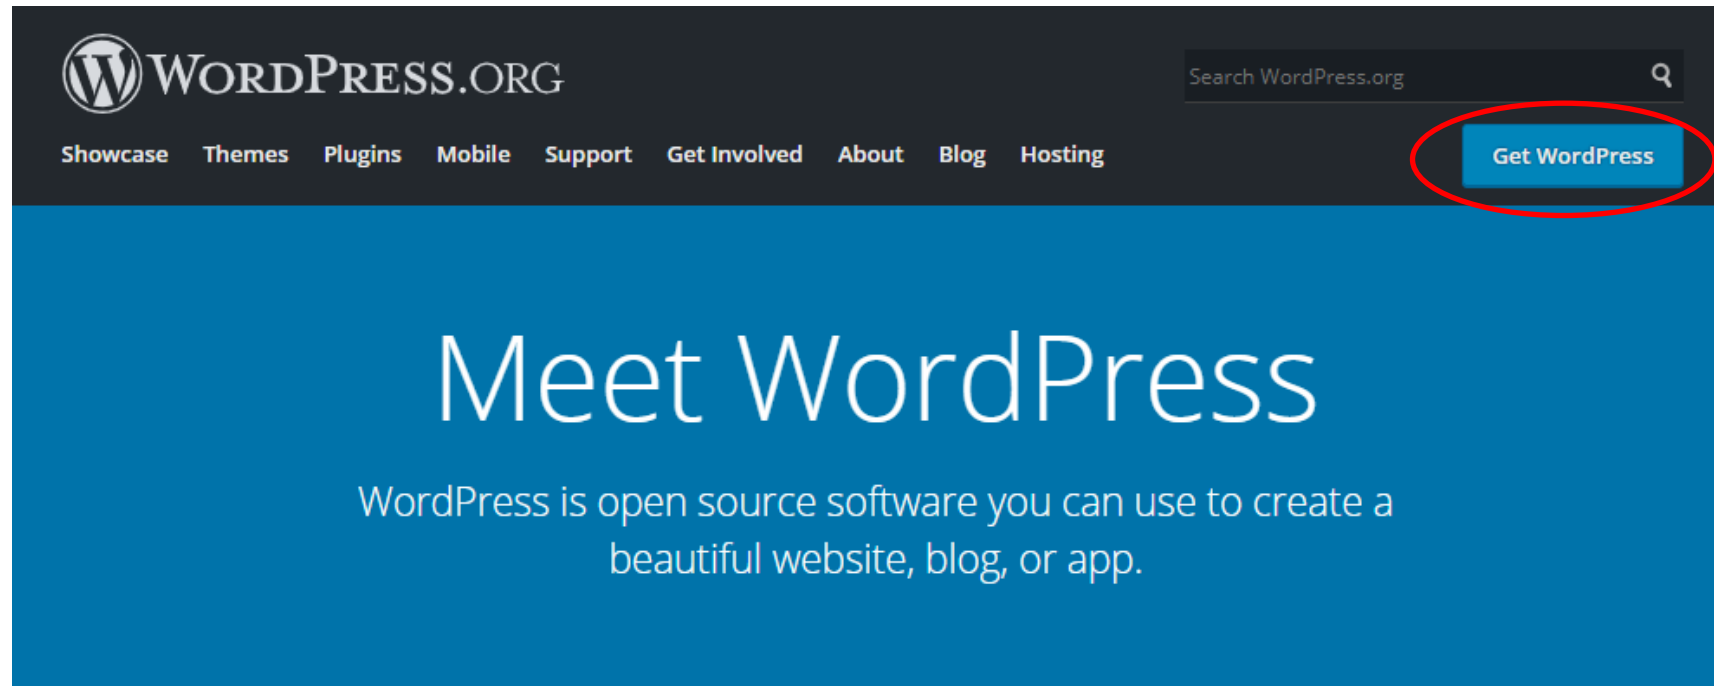 WORDPRESS.ORG
Search WordPress.org
Showcase Themes Plugins Mobile Support Get Involved About Blog Hosting
Get WordPress
Meet WordPress
WordPress is open source software you can use to create a
beautiful website, blog, or app.